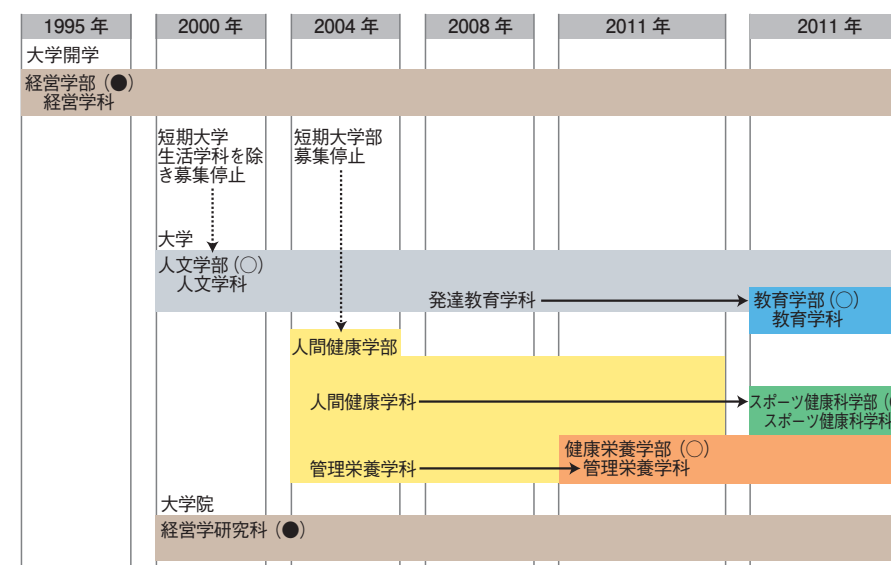 1995 年
2000 年
2004 年
2008 年
2011 年
2011 年
大学開学
経営学部（●）
経営学科
短期大学
生活学科を除
き募集停止
短期大学部
募集停止
大学
人文学部（○）
人文学科
発達教育学科
教育学部（○）
教育学科
人間健康学部
人間健康学科
スポーツ健康科学部（
スポーツ健康科学科
健康栄養学部（○）
管理栄養学科
管理栄養学科
大学院
経営学研究科（●）